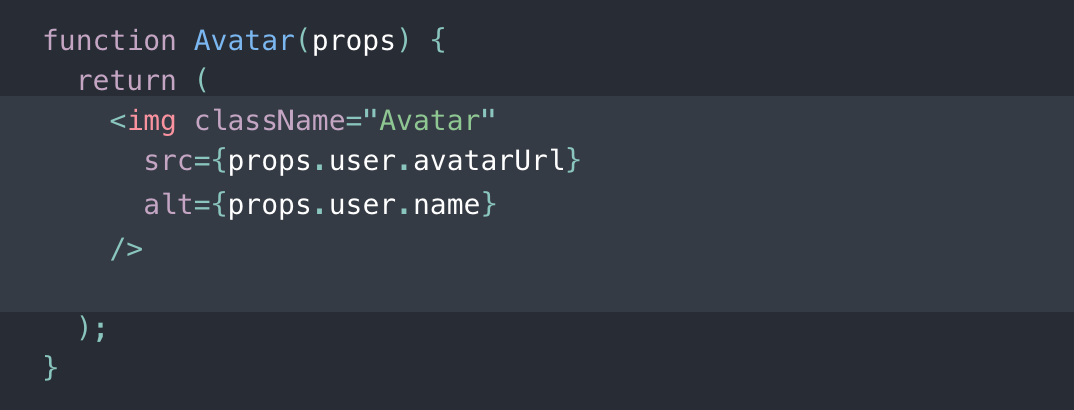 function Avatar(props) {
  return (
    <img className="Avatar"
      src={props.user.avatarUrl}
      alt={props.user.name}
    />

  );
}